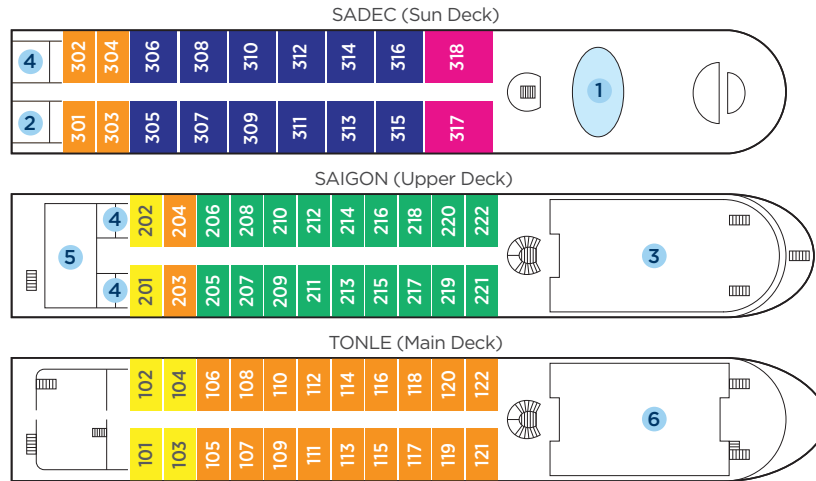 SADEC (Sun Deck)
4 302 304 306 308 310 312 314 316 318
1
2 301 303 305 307 309 311 313 315 317
SAIGON (Upper Deck)
4 202 204 206 208 210 212 214 216 218 220 222
5 3
4 201 203 205 207 209 211 213 215 217 219 221
TONLE (Main Deck)
102 104 106 108 110 112 114 116 118 120 122
6
101 103 105 107 109 111 113 115 117 119 121